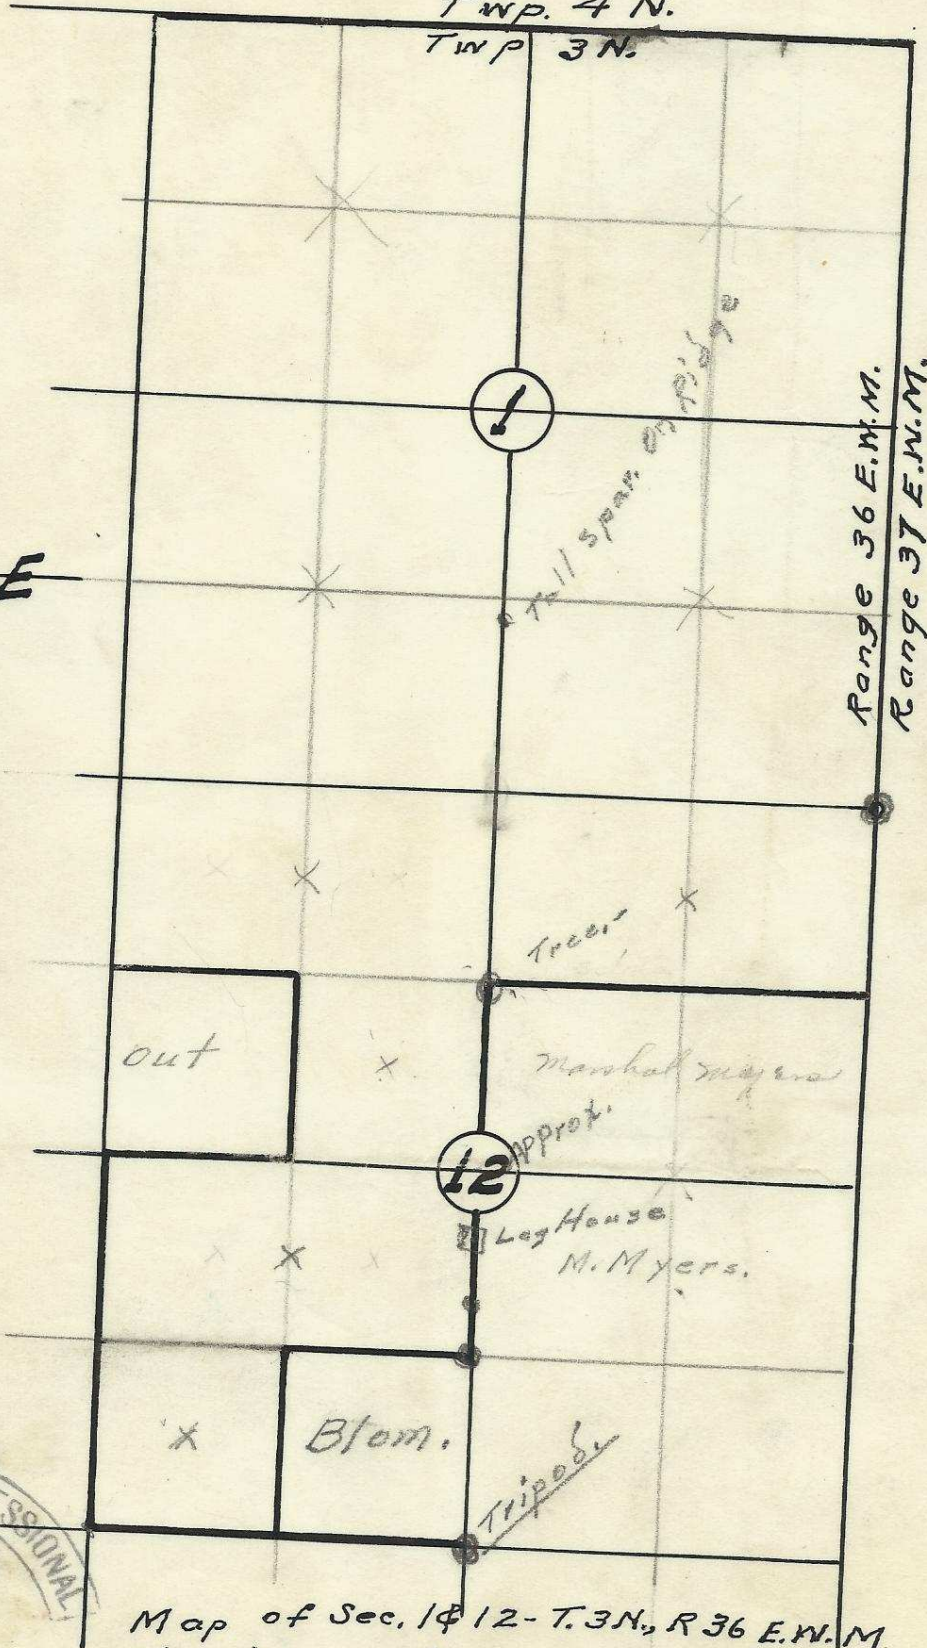 Twp. 4 N.
Twp 3 N.
1
Tall spar. on ridge
Range 36 E.W.M.
Range 37 E.W.M.
E
Trees
out
Marshal Myers
Approx.
12
Log House
M. Myers.
Blom.
Tripod.
SSIONAL
Map of Sec. 1 & 12 - T. 3 N., R 36 E.W.M.